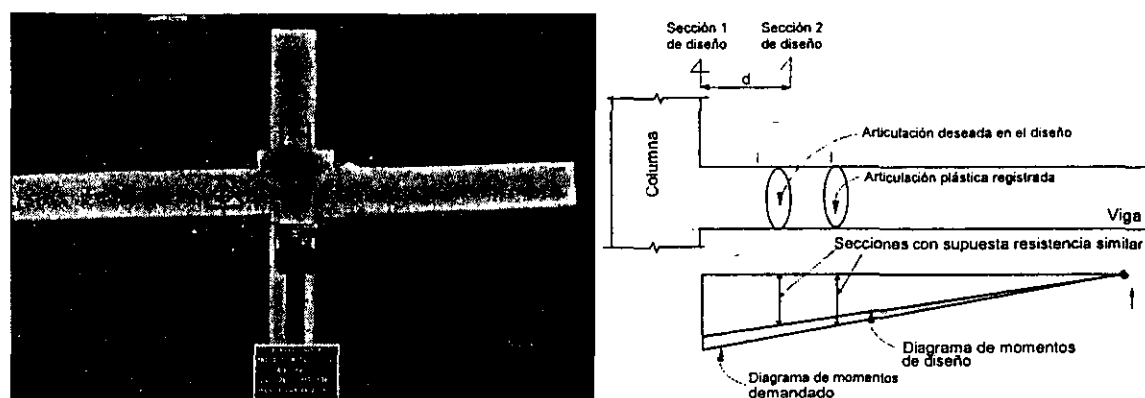 Sección 1
de diseño
Sección 2
de diseño
d
Columna
Articulación deseada en el diseño
Articulación plástica registrada
Viga
Secciones con supuesta resistencia similar
Diagrama de momentos
de diseño
Diagrama de momentos
demandado